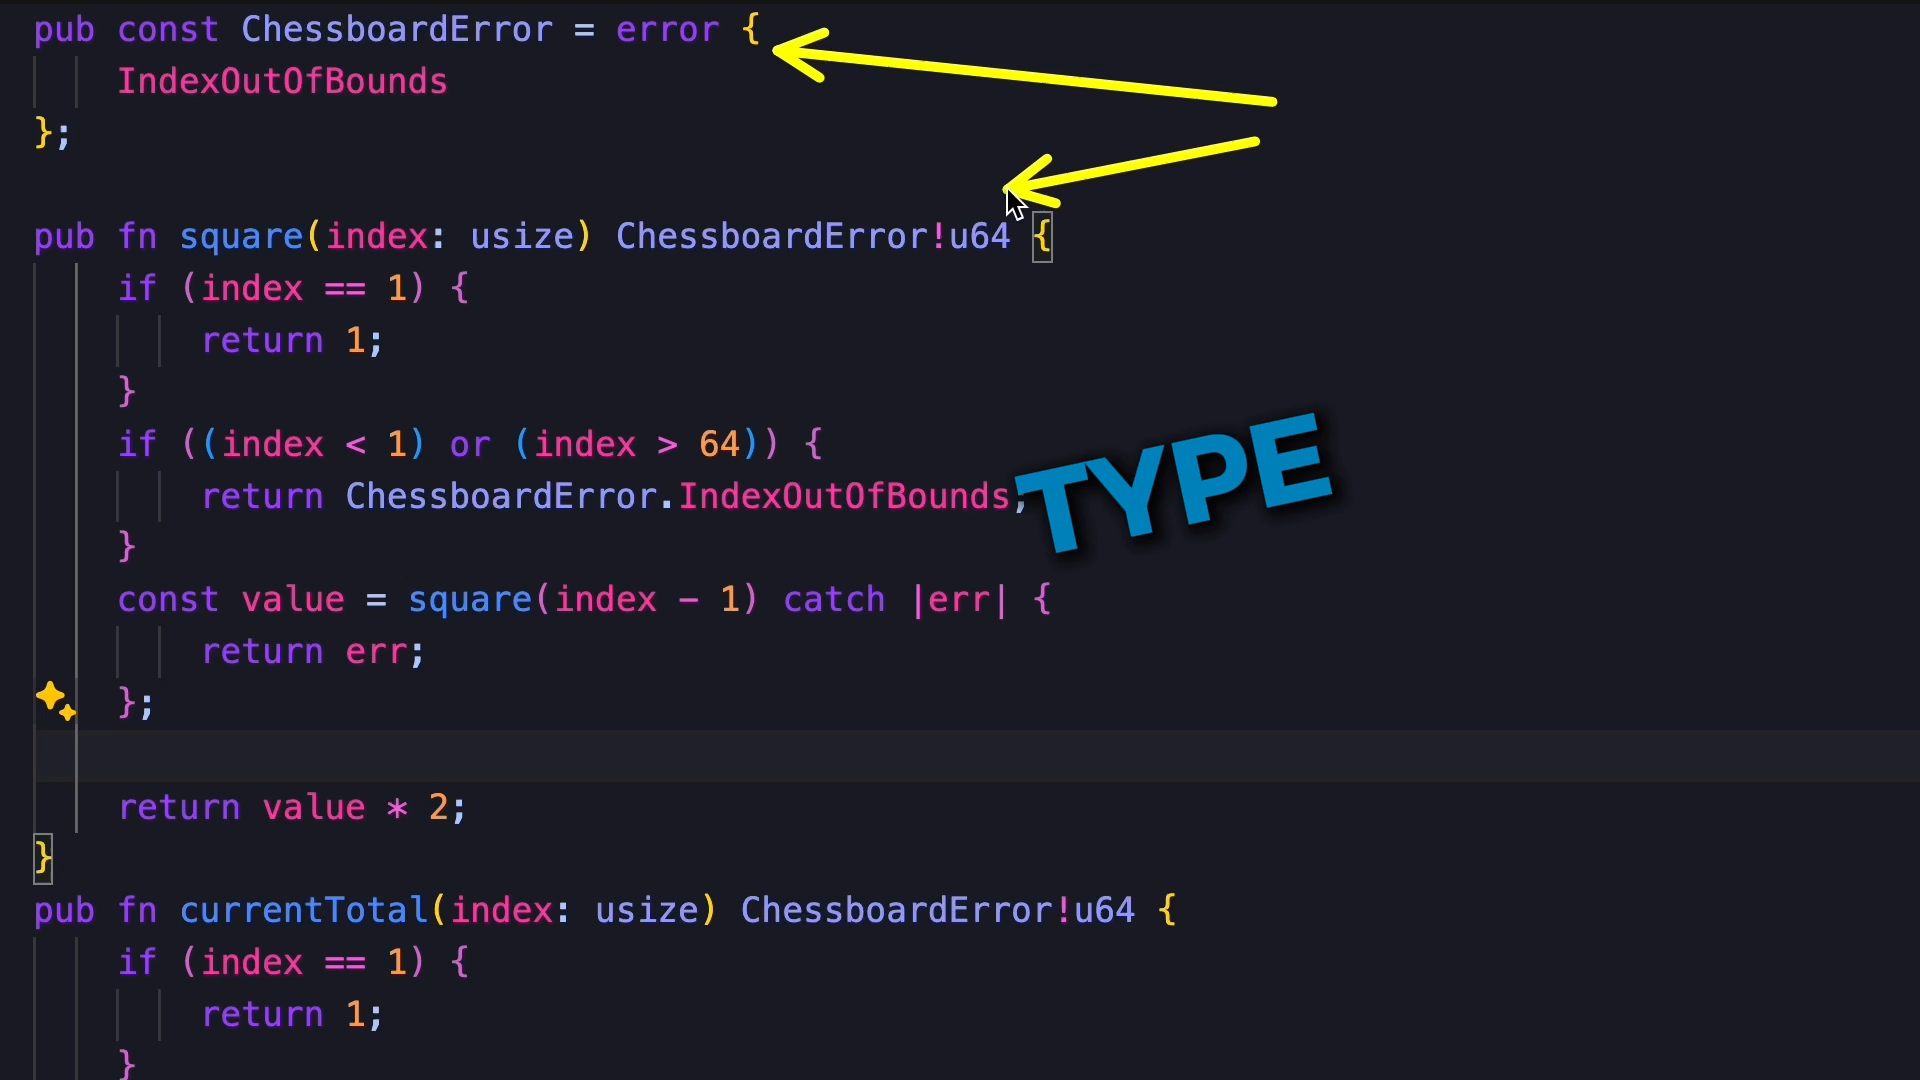 pub const ChessboardError = error {
IndexOutOfBounds
};
pub fn square(index: usize) ChessboardError!u64 {
if (index == 1) {
return 1;
}
if ((index < 1) or (index > 64)) {
return ChessboardError.IndexOutOfBounds;
TYPE
}
const value = square(index - 1) catch |err| {
return err;
};
return value * 2;
}
pub fn currentTotal(index: usize) ChessboardError!u64 {
if (index == 1) {
return 1;
}